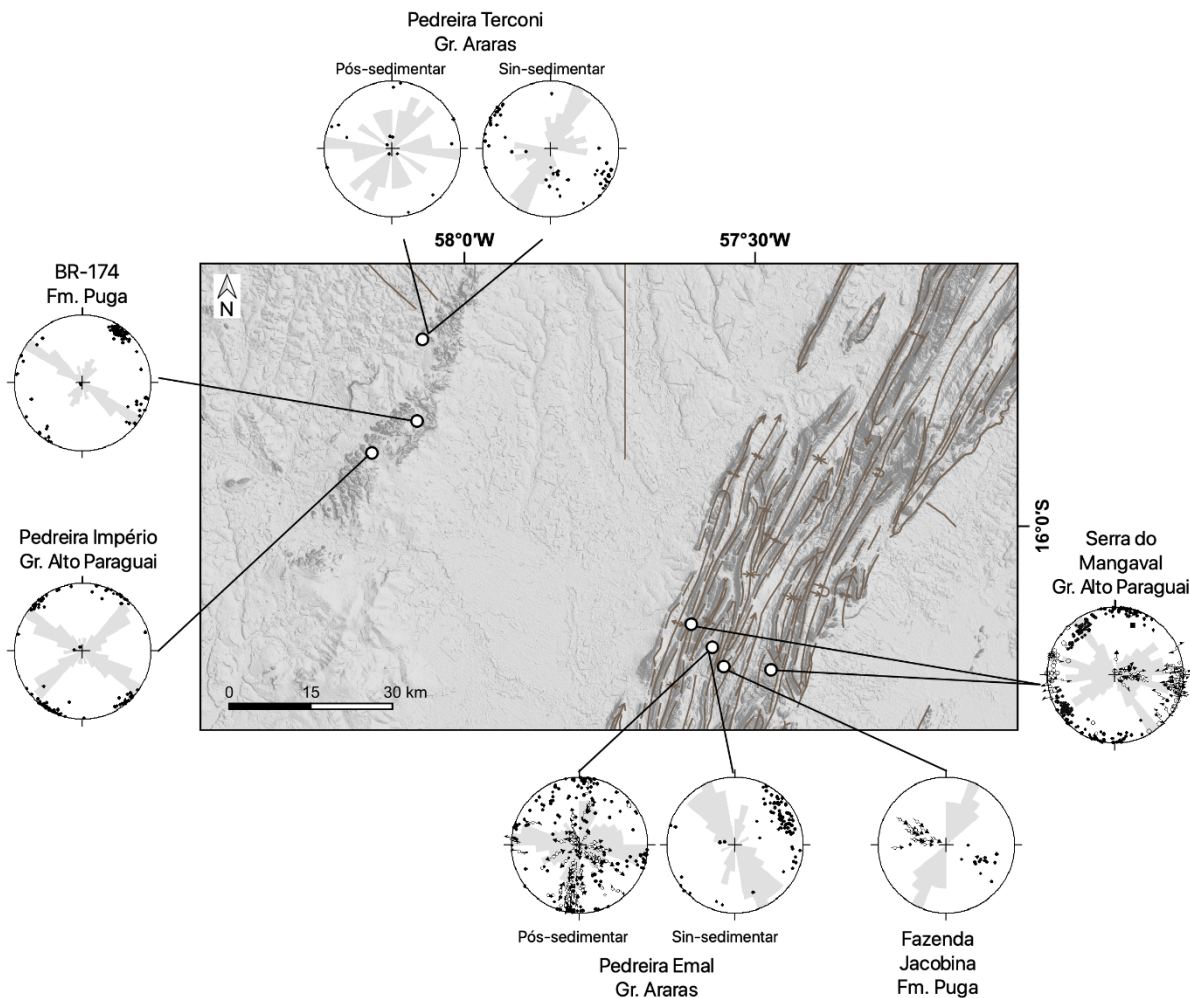 Pedreira Terconi
Gr. Araras
Pós-sedimentar
Sin-sedimentar
58°0'W
57°30'W
BR-174
Fm. Puga
N
16°0'S
Pedreira Império
Gr. Alto Paraguai
Serra do
Mangaval
Gr. Alto Paraguai
0 15 30 km
Pós-sedimentar
Sin-sedimentar
Pedreira Emal
Gr. Araras
Fazenda
Jacobina
Fm. Puga